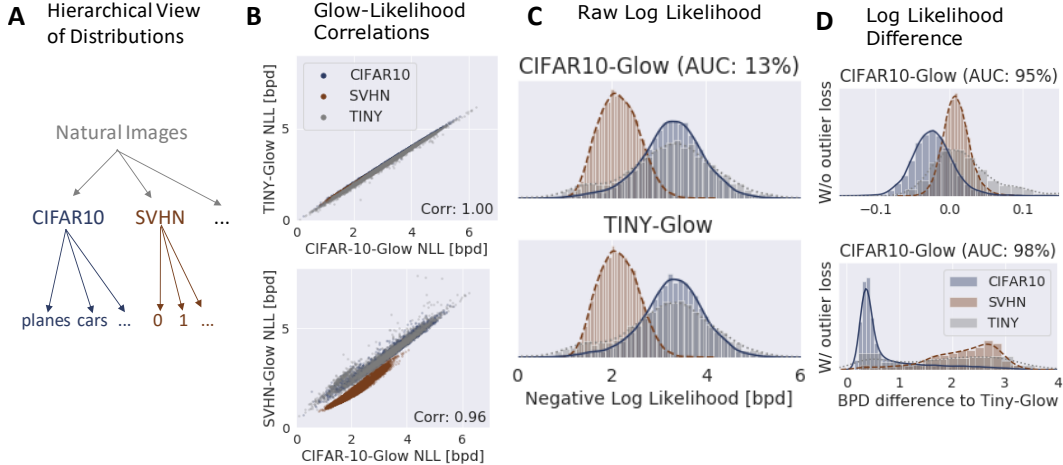 A
Hierarchical View
of Distributions
Natural Images
CIFAR10
SVHN
...
planes
cars
...
0
1
...
B
Glow-Likelihood
Correlations
CIFAR10
SVHN
TINY
TINY-Glow NLL [bpd]
5
0
Corr: 1.00
CIFAR-10-Glow NLL [bpd]
SVHN-Glow NLL [bpd]
5
0
Corr: 0.96
0
2
4
6
CIFAR-10-Glow NLL [bpd]
C
Raw Log Likelihood
CIFAR10-Glow (AUC: 13%)
TINY-Glow
0
2
4
6
Negative Log Likelihood [bpd]
D
Log Likelihood
Difference
CIFAR10-Glow (AUC: 95%)
W/o outlier loss
−0.1
0.0
0.1
CIFAR10-Glow (AUC: 98%)
W/ outlier loss
CIFAR10
SVHN
TINY
0
1
2
3
4
BPD difference to Tiny-Glow